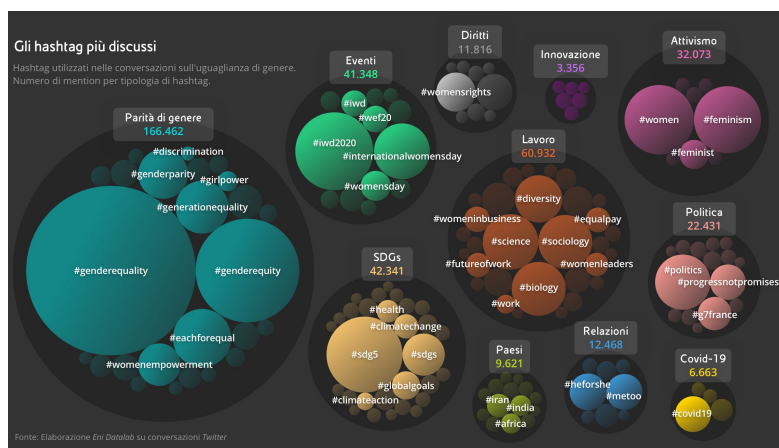 Gli hashtag più discussi
Hashtag utilizzati nelle conversazioni sull'uguaglianza di genere.
Numero di mention per tipologia di hashtag.
Parità di genere
166.462
#discrimination
#genderparity
#girlpower
#generationequality
#genderequality
#genderequity
#eachforequal
#womenempowerment
Eventi
41.348
#iwd
#wef20
#iwd2020
#internationalwomensday
#womensday
Diritti
11.816
#womensrights
Innovazione
3.356
Attivismo
32.073
#women
#feminism
#feminist
Lavoro
60.932
#diversity
#womeninbusiness
#equalpay
#science
#sociology
#futureofwork
#womenleaders
#biology
#work
SDGs
42.341
#health
#climatechange
#sdg5
#sdgs
#globalgoals
#climateaction
Politica
22.431
#politics
#progressnotpromises
#g7france
Paesi
9.621
#iran
#india
#africa
Relazioni
12.468
#heforshe
#metoo
Covid-19
6.663
#covid19
Fonte: Elaborazione Eni Datalab su conversazioni Twitter